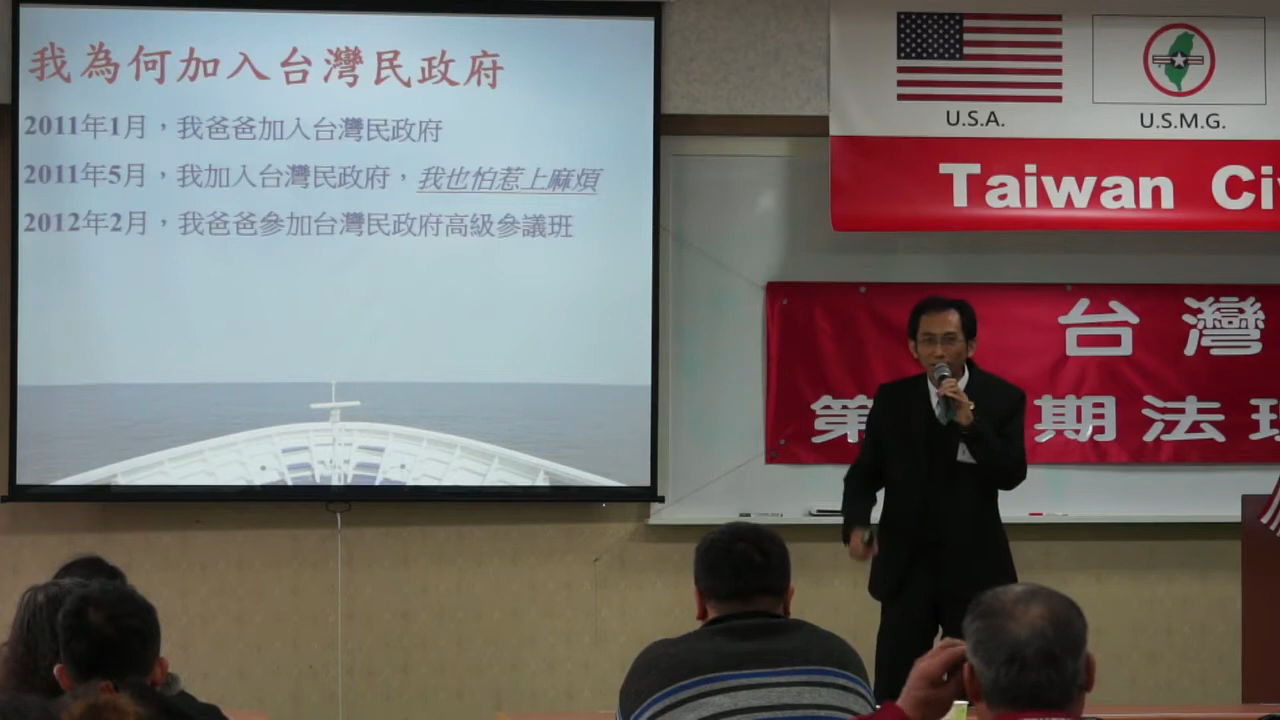 我為何加入台灣民政府
2011年1月，我爸爸加入台灣民政府
2011年5月，我加入台灣民政府，我也怕惹上麻煩
2012年2月，我爸爸參加台灣民政府高級參議班
U.S.A.
U.S.M.G.
Taiwan Ci
台灣
第 期法